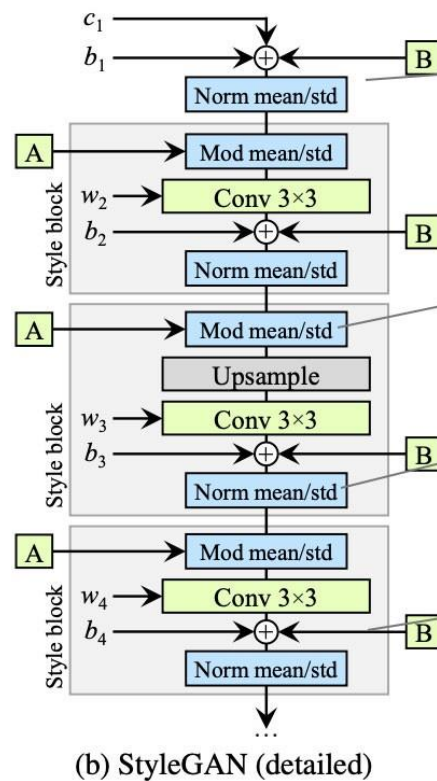 c₁
b₁ B
Norm mean/std
A Mod mean/std
Style block
w₂ Conv 3×3
b₂ B
Norm mean/std
A Mod mean/std
Style block
Upsample
w₃ Conv 3×3
b₃ B
Norm mean/std
A Mod mean/std
Style block
w₄ Conv 3×3
b₄ B
Norm mean/std
...
(b) StyleGAN (detailed)